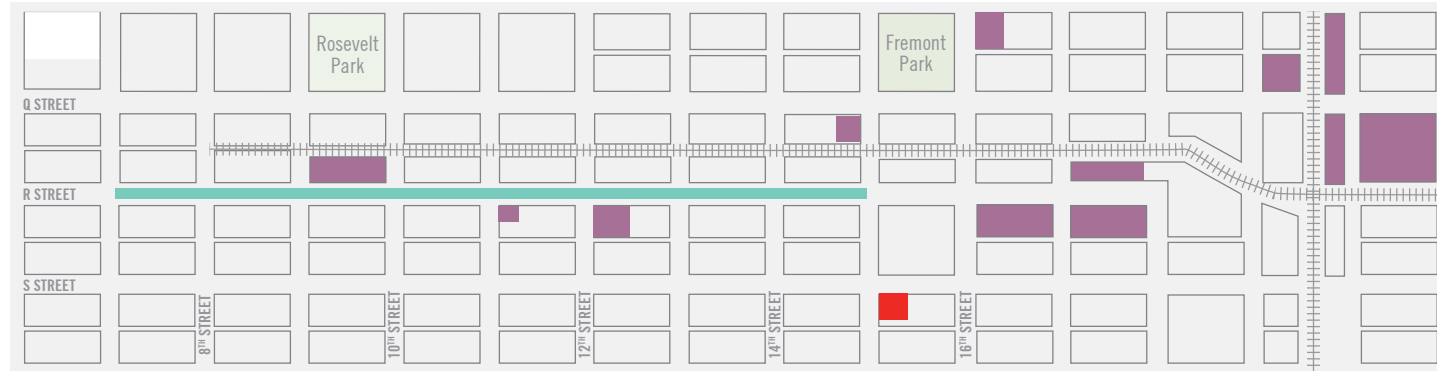 Rosevelt
Park
Fremont
Park
Q STREET
R STREET
S STREET
8TH STREET
10TH STREET
12TH STREET
14TH STREET
16TH STREET